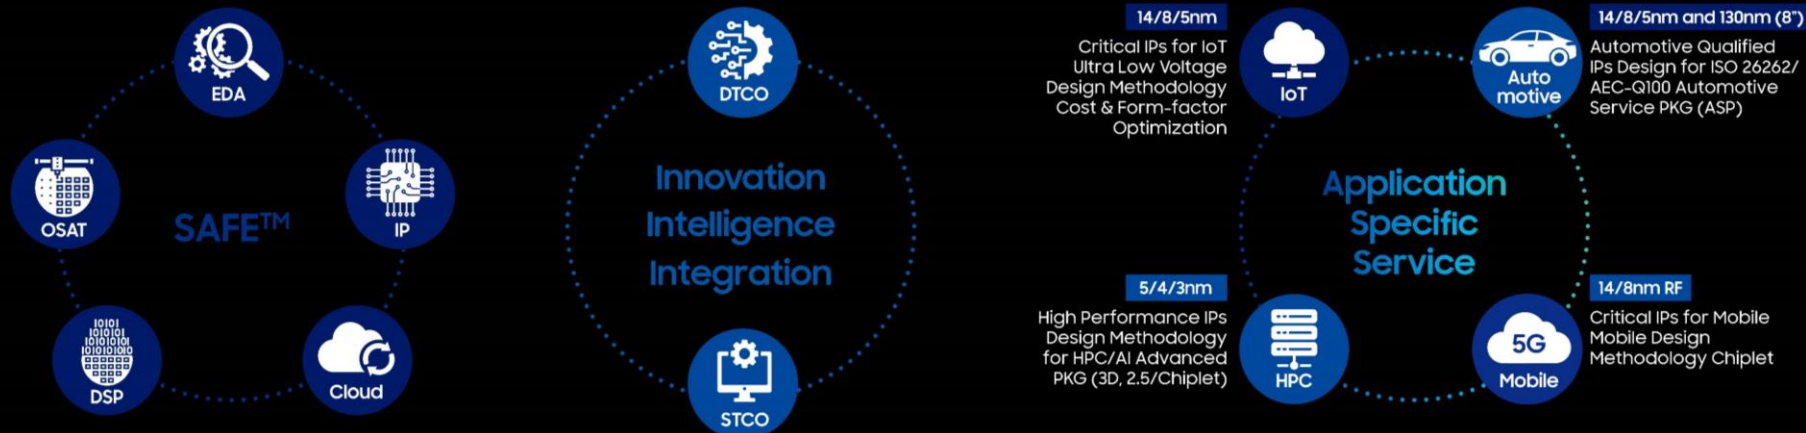 EDA
OSAT
SAFE™
IP
DSP
Cloud
DTCO
Innovation
Intelligence
Integration
STCO
14/8/5nm
Critical IPs for IoT
Ultra Low Voltage
Design Methodology
Cost & Form-factor
Optimization
IoT
Auto
motive
14/8/5nm and 130nm (8")
Automotive Qualified
IPs Design for ISO 26262/
AEC-Q100 Automotive
Service PKG (ASP)
Application
Specific
Service
5/4/3nm
High Performance IPs
Design Methodology
for HPC/AI Advanced
PKG (3D, 2.5/Chiplet)
HPC
5G
Mobile
14/8nm RF
Critical IPs for Mobile
Mobile Design
Methodology Chiplet